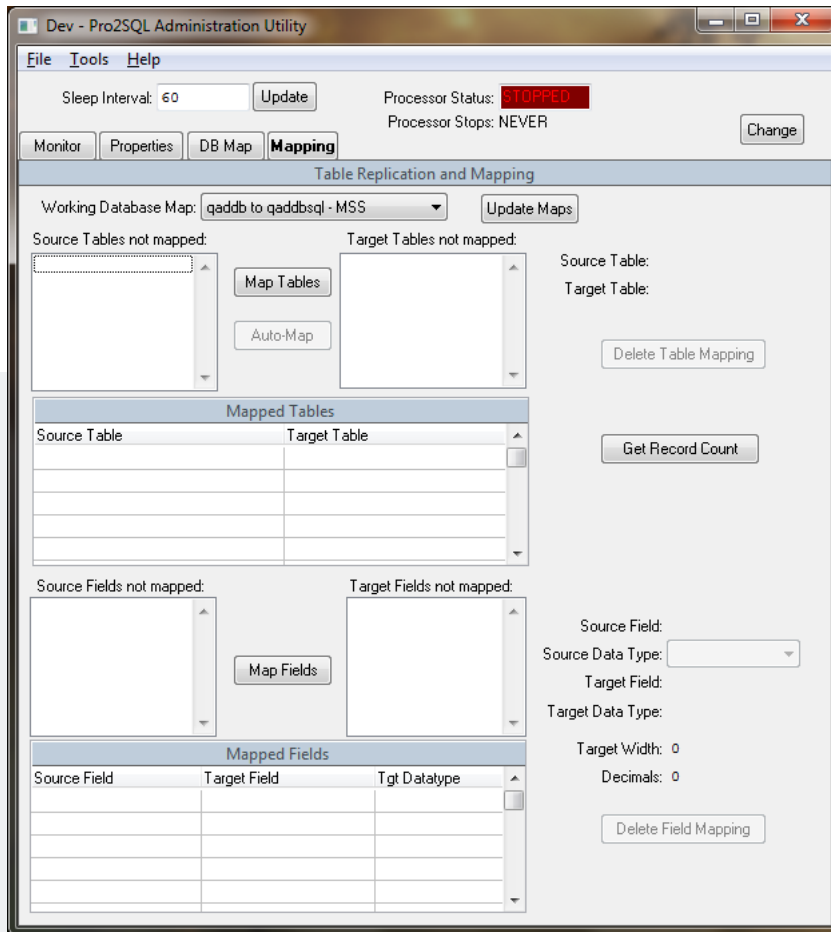 Dev - Pro2SQL Administration Utility
File Tools Help
Sleep Interval: 60 Update Processor Status: STOPPED
Processor Stops: NEVER
Change
Monitor Properties DB Map Mapping
Table Replication and Mapping
Working Database Map: qaddb to qaddbsql - MSS Update Maps
Source Tables not mapped: Target Tables not mapped:
Source Table:
Map Tables
Target Table:
Auto-Map
Delete Table Mapping
Mapped Tables
Source Table Target Table
Get Record Count
Source Fields not mapped: Target Fields not mapped:
Source Field:
Source Data Type:
Map Fields
Target Field:
Target Data Type:
Mapped Fields
Target Width: 0
Source Field Target Field Tgt Datatype
Decimals: 0
Delete Field Mapping